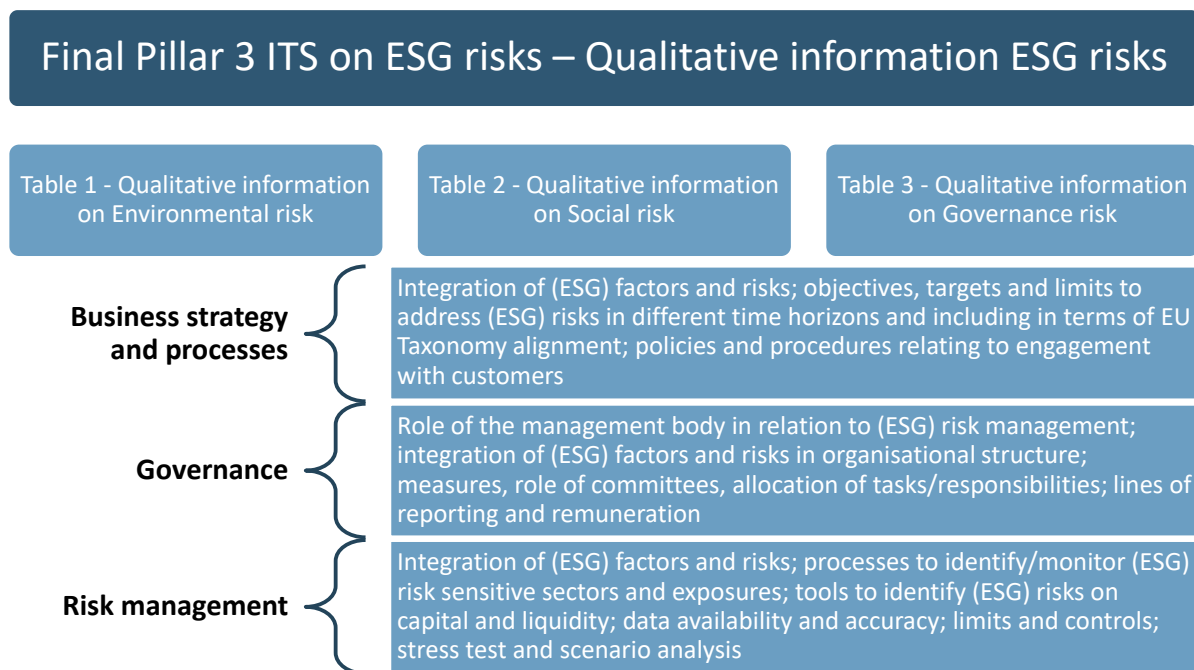 Final Pillar 3 ITS on ESG risks – Qualitative information ESG risks
Table 1 - Qualitative information
on Environmental risk
Table 2 - Qualitative information
on Social risk
Table 3 - Qualitative information
on Governance risk
Business strategy
and processes
Integration of (ESG) factors and risks; objectives, targets and limits to
address (ESG) risks in different time horizons and including in terms of EU
Taxonomy alignment; policies and procedures relating to engagement
with customers
Governance
Role of the management body in relation to (ESG) risk management;
integration of (ESG) factors and risks in organisational structure;
measures, role of committees, allocation of tasks/responsibilities; lines of
reporting and remuneration
Risk management
Integration of (ESG) factors and risks; processes to identify/monitor (ESG)
risk sensitive sectors and exposures; tools to identify (ESG) risks on
capital and liquidity; data availability and accuracy; limits and controls;
stress test and scenario analysis